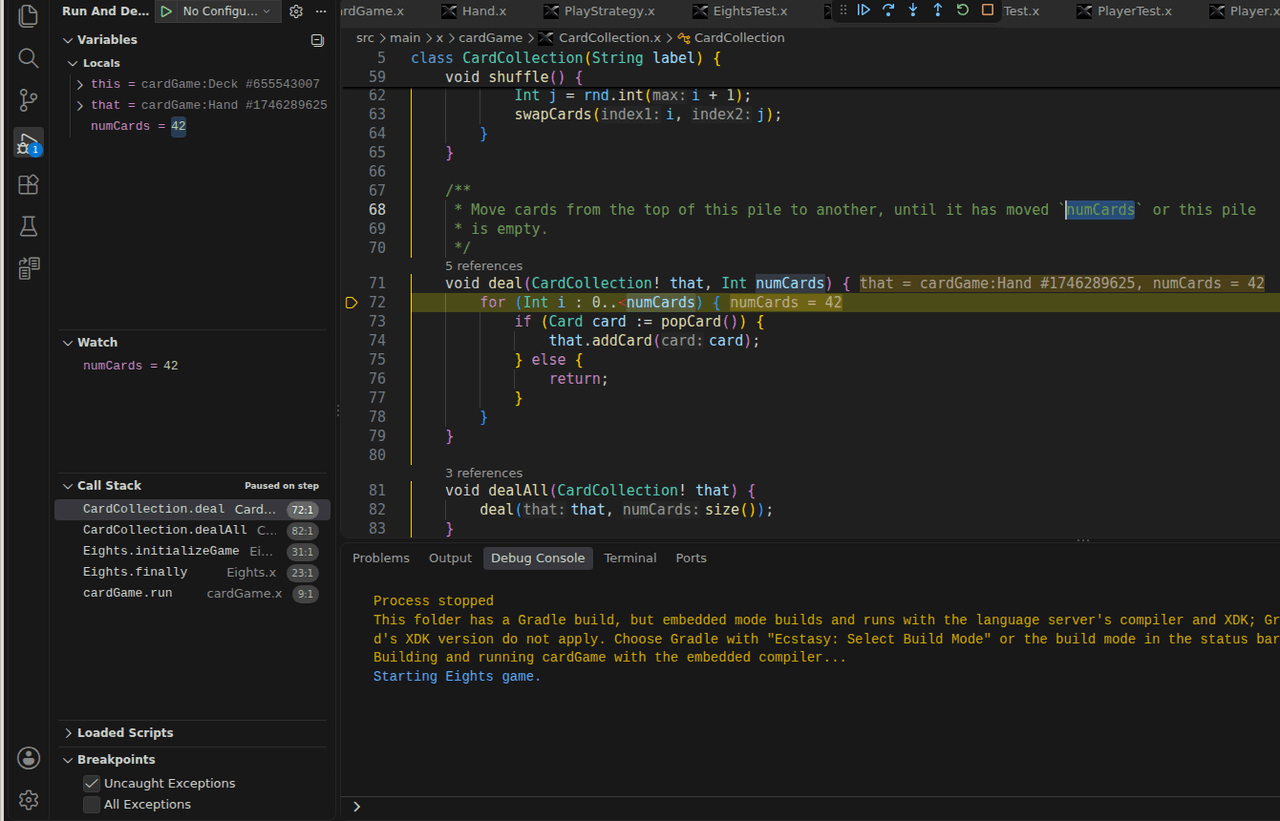 Run And De... No Configu...
Variables
Locals
this = cardGame:Deck #655543007
that = cardGame:Hand #1746289625
numCards = 42
Watch
numCards = 42
Call Stack Paused on step
CardCollection.deal Card... 72:1
CardCollection.dealAll C... 82:1
Eights.initializeGame Ei... 31:1
Eights.finally Eights.x 23:1
cardGame.run cardGame.x 9:1
Loaded Scripts
Breakpoints
Uncaught Exceptions
All Exceptions
1
rdGame.x Hand.x PlayStrategy.x EightsTest.x Test.x PlayerTest.x Player.x
src > main > x > cardGame > CardCollection.x > CardCollection
5 class CardCollection(String label) {
59 void shuffle() {
62 Int j = rnd.int(max: i + 1);
63 swapCards(index1: i, index2: j);
64 }
65 }
66
67 /**
68 * Move cards from the top of this pile to another, until it has moved `numCards` or this pile
69 * is empty.
70 */
5 references
71 void deal(CardCollection! that, Int numCards) { that = cardGame:Hand #1746289625, numCards = 42
72 for (Int i : 0..<numCards) { numCards = 42
73 if (Card card := popCard()) {
74 that.addCard(card: card);
75 } else {
76 return;
77 }
78 }
79 }
80
3 references
81 void dealAll(CardCollection! that) {
82 deal(that: that, numCards: size());
83 }
Problems Output Debug Console Terminal Ports
Process stopped
This folder has a Gradle build, but embedded mode builds and runs with the language server's compiler and XDK; Gr
d's XDK version do not apply. Choose Gradle with "Ecstasy: Select Build Mode" or the build mode in the status bar
Building and running cardGame with the embedded compiler...
Starting Eights game.
>